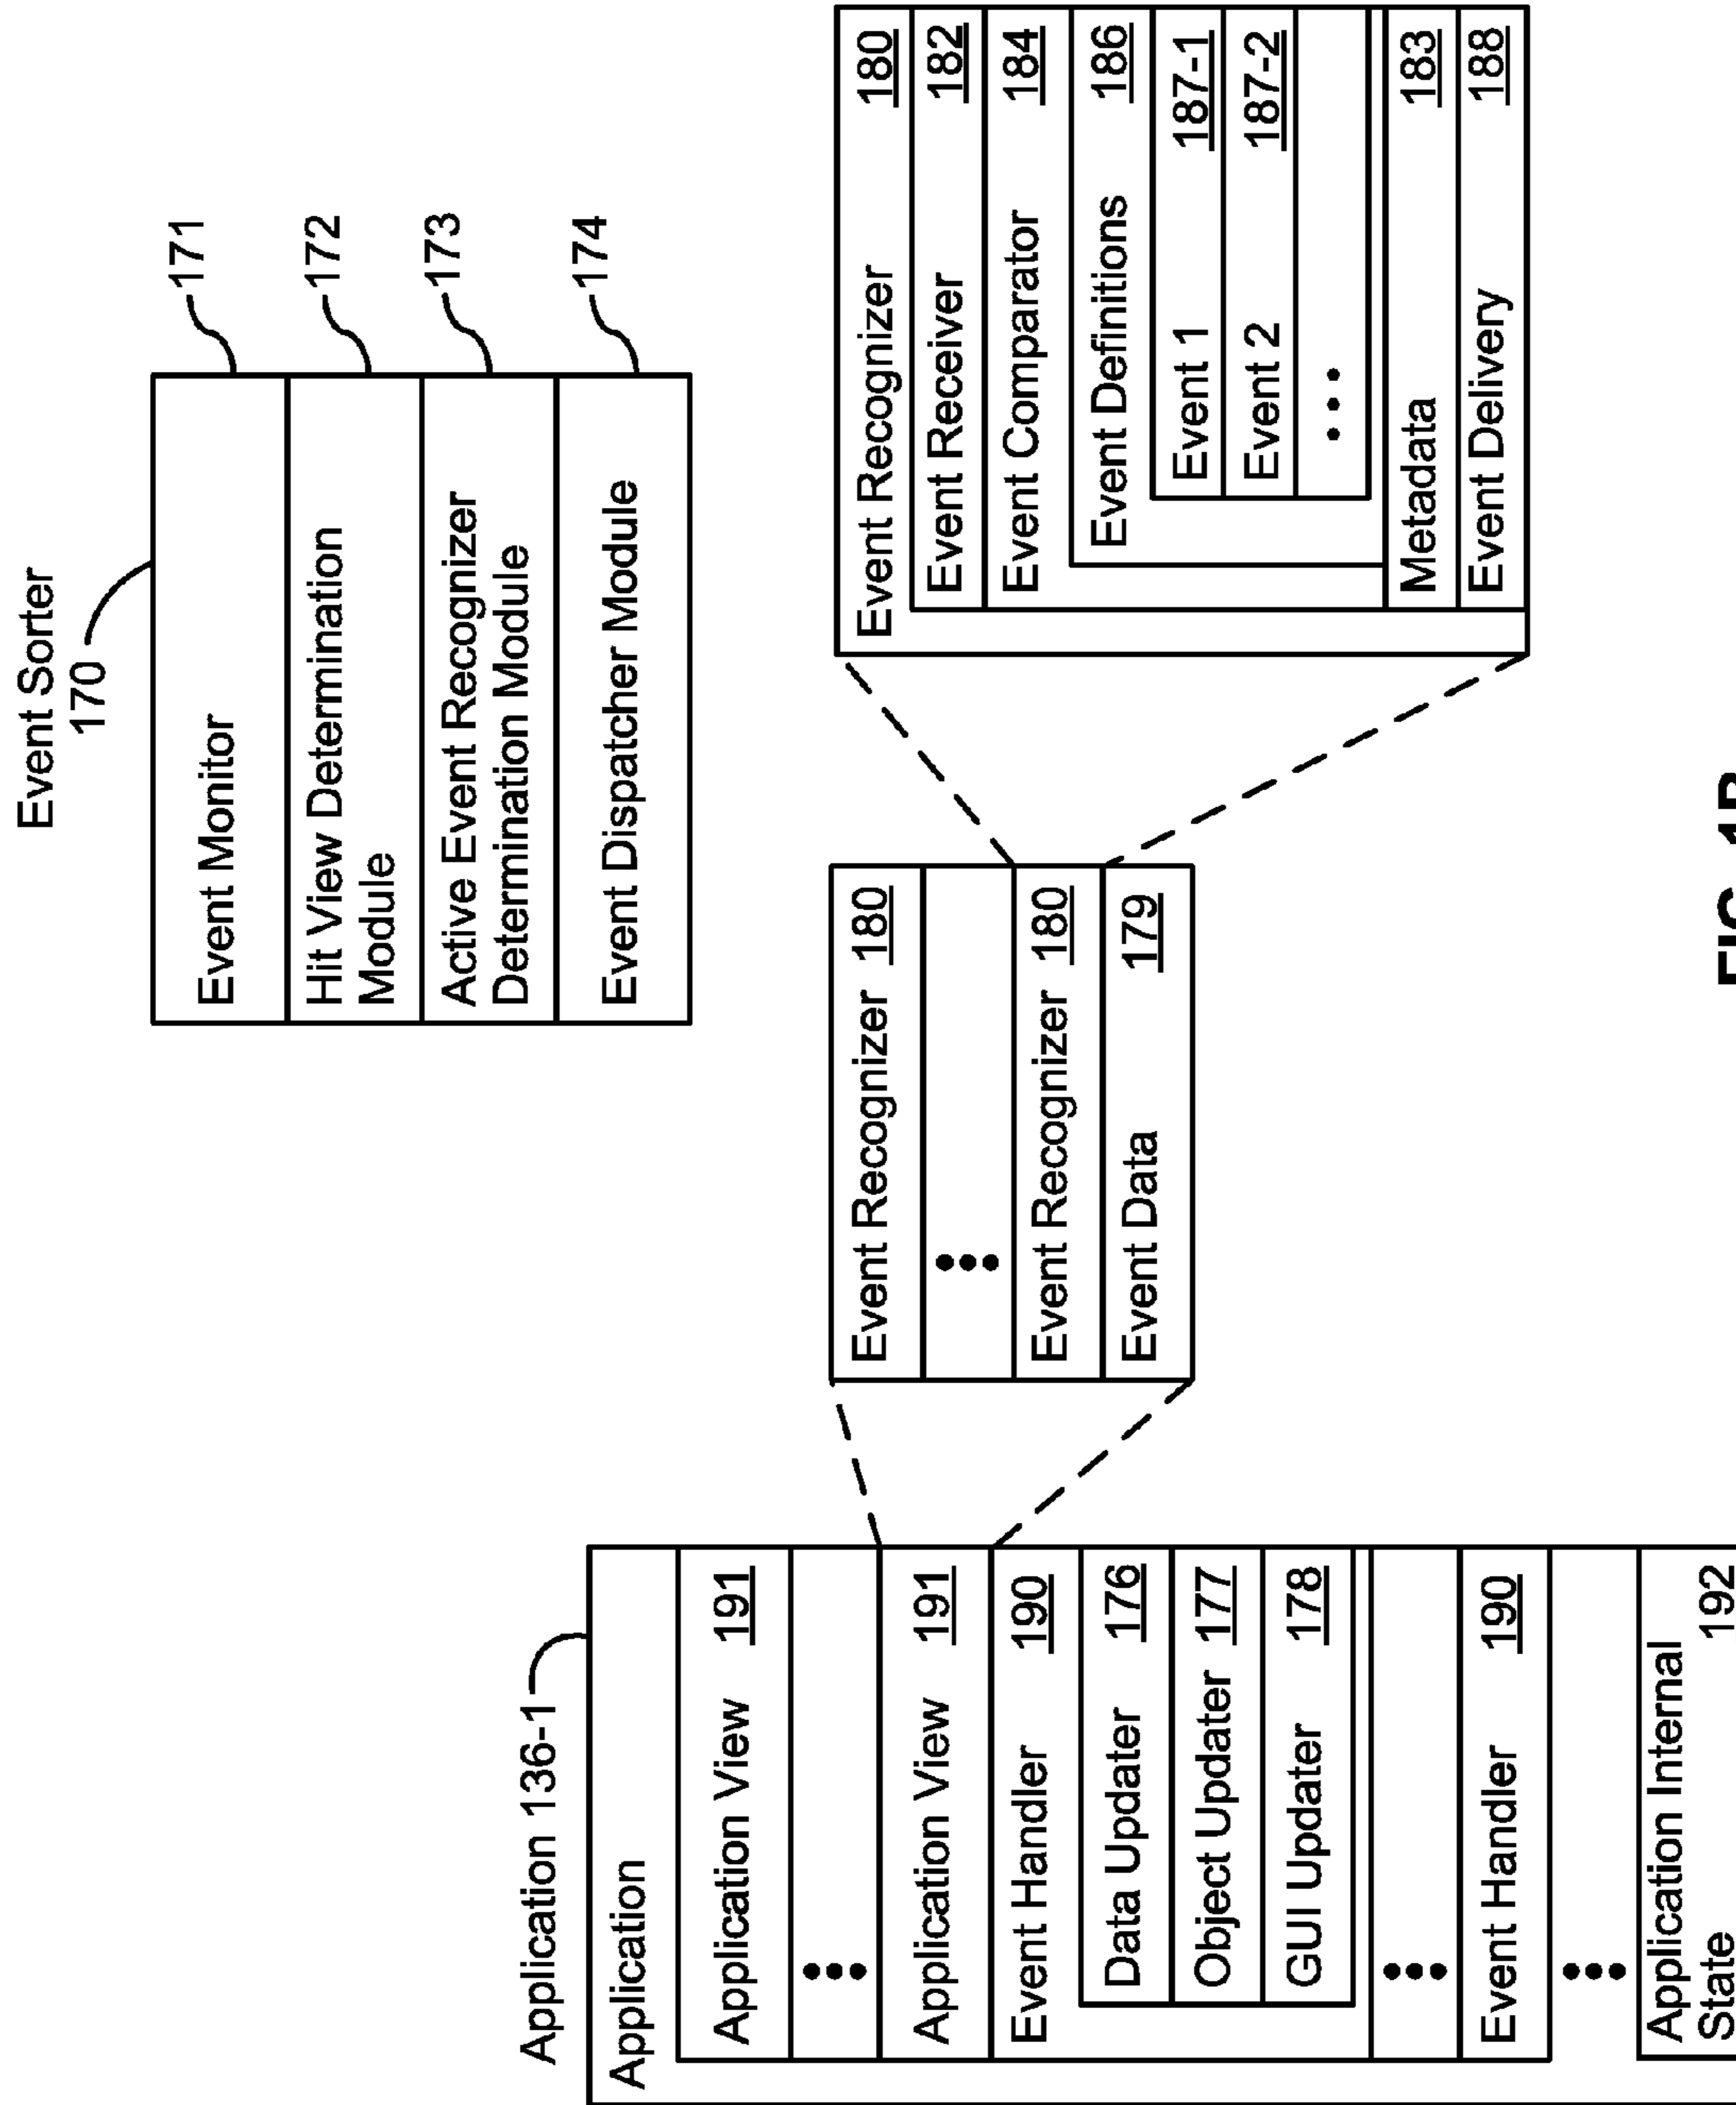 Event Sorter
170
Event Monitor
171
Hit View Determination
Module
172
Active Event Recognizer
Determination Module
173
Event Dispatcher Module
174
Application 136-1
Application
Application View 191
Application View 191
Event Handler 190
Data Updater 176
Object Updater 177
GUI Updater 178
Event Handler 190
Application Internal
State 192
Event Recognizer 180
Event Recognizer 180
Event Data 179
Event Recognizer 180
Event Receiver 182
Event Comparator 184
Event Definitions 186
Event 1 187-1
Event 2 187-2
Metadata 183
Event Delivery 188